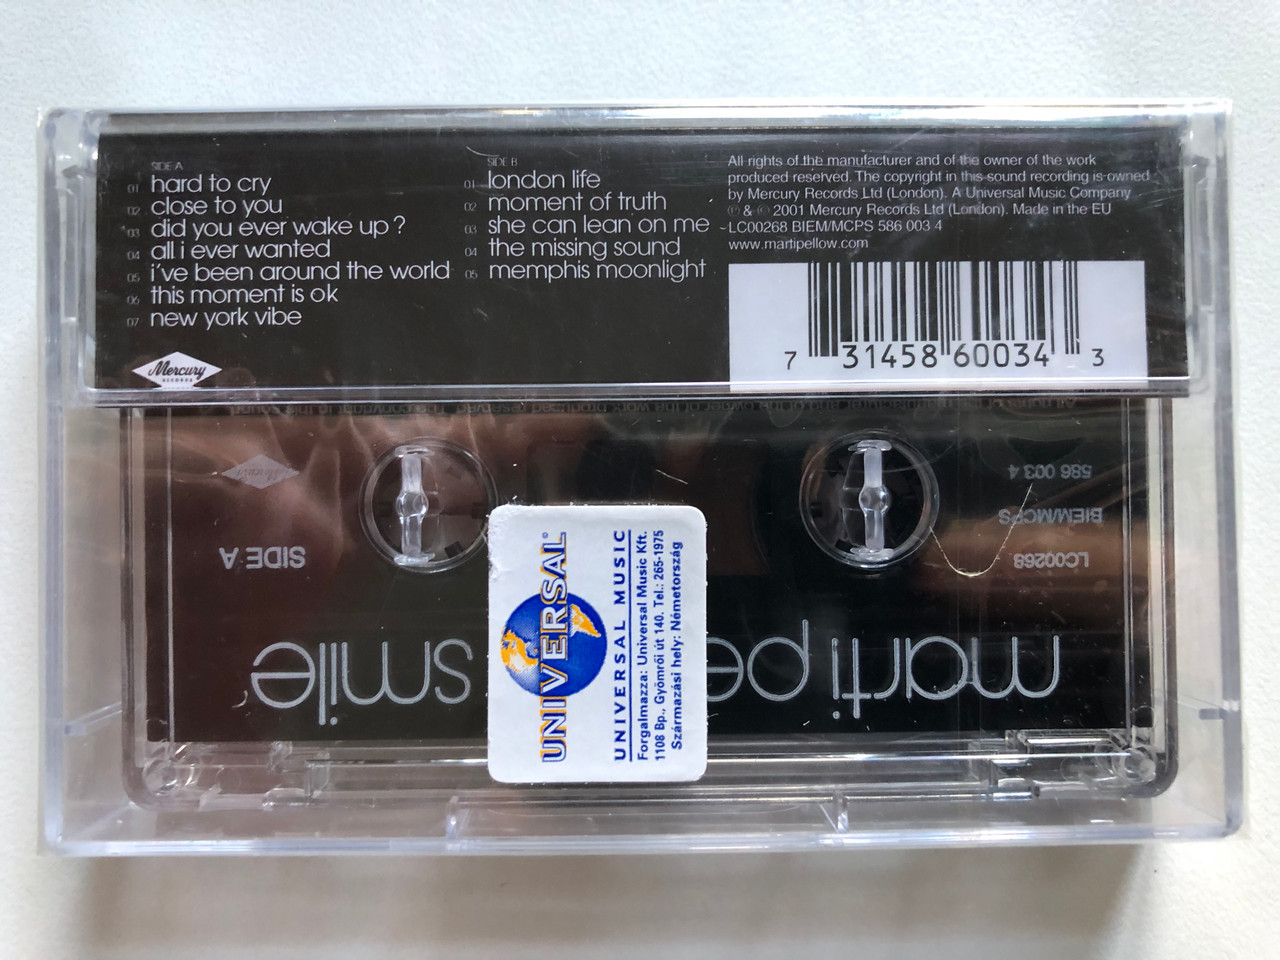 SIDE A
01 hard to cry
02 close to you
03 did you ever wake up ?
04 all i ever wanted
05 i've been around the world
06 this moment is ok
07 new york vibe
Mercury
RECORDS
SIDE B
01 london life
02 moment of truth
03 she can lean on me
04 the missing sound
05 memphis moonlight
All rights of the manufacturer and of the owner of the work
produced reserved. The copyright in this sound recording is owned
by Mercury Records Ltd (London). A Universal Music Company
℗ & © 2001 Mercury Records Ltd (London). Made in the EU
LC00268 BIEM/MCPS 586 003 4
www.martipellow.com
7 31458 60034 3
Mercury
586 003 4
BIEM/MCPS
LC00268
SIDE A
marti pe
smile
UNIVERSAL
UNIVERSAL MUSIC
Forgalmazza: Universal Music Kft.
1108 Bp., Gyömrői út 140. Tel.: 265-1975
Származási hely: Németország